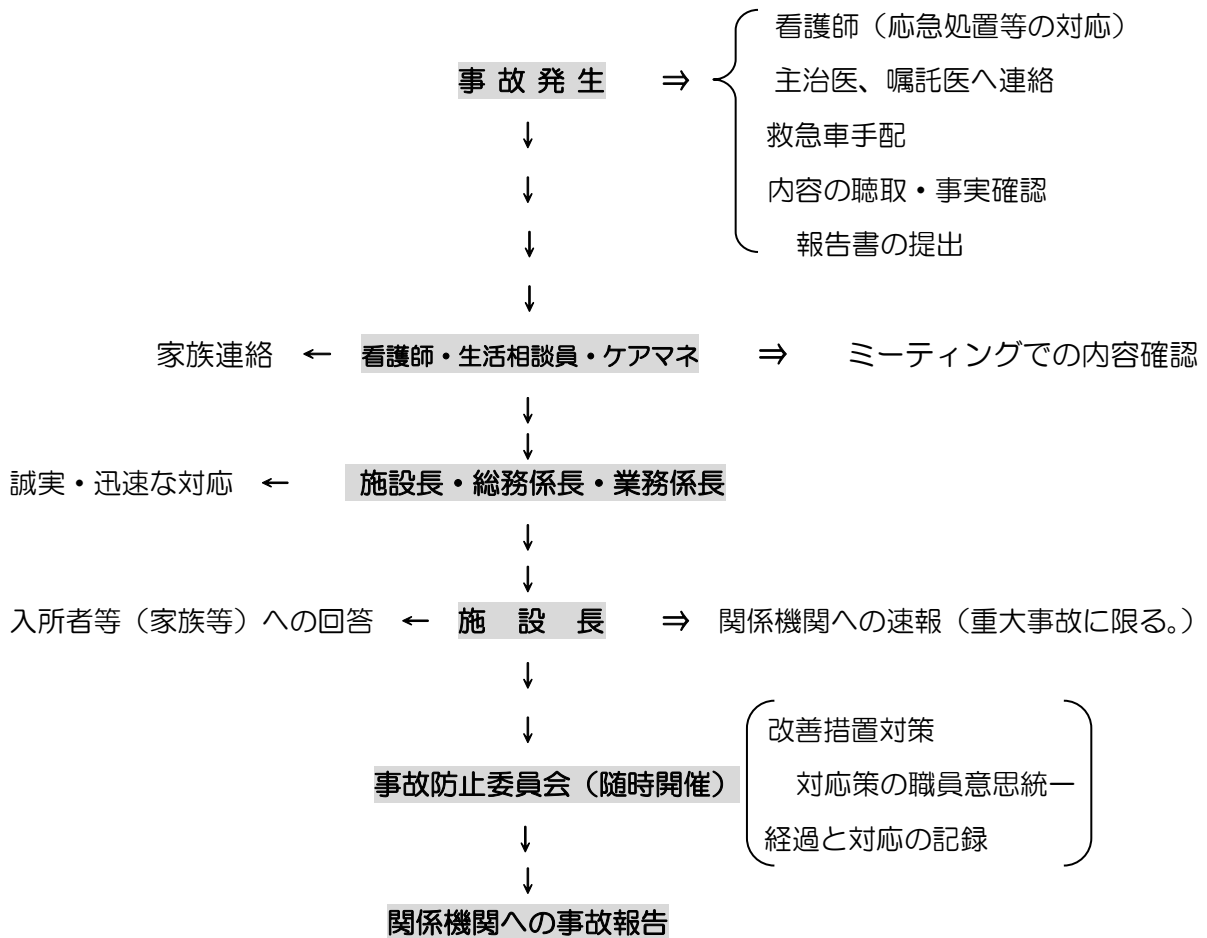 看護師（応急処置等の対応）
事 故 発 生 ⇒ 主治医、嘱託医へ連絡
↓ 救急車手配
↓ 内容の聴取・事実確認
↓ 報告書の提出
↓
家族連絡 ← 看護師・生活相談員・ケアマネ ⇒ ミーティングでの内容確認
↓
↓
誠実・迅速な対応 ← 施設長・総務係長・業務係長
↓
↓
入所者等（家族等）への回答 ← 施 設 長 ⇒ 関係機関への速報（重大事故に限る。）
↓
↓ 改善措置対策
事故防止委員会（随時開催） 対応策の職員意思統一
↓ 経過と対応の記録
↓
関係機関への事故報告